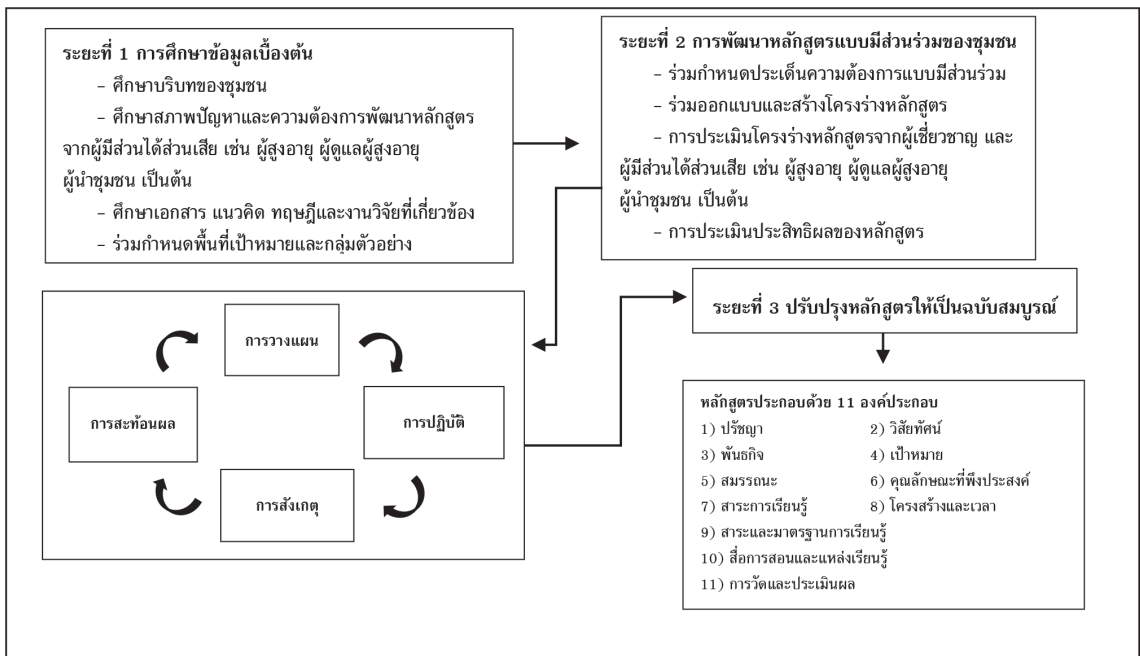 ระยะที่ 1 การศึกษาข้อมูลเบื้องต้น
– ศึกษาบริบทของชุมชน
– ศึกษาสภาพปัญหาและความต้องการพัฒนาหลักสูตร
จากผู้มีส่วนได้ส่วนเสีย เช่น ผู้สูงอายุ ผู้ดูแลผู้สูงอายุ
ผู้นำชุมชน เป็นต้น
– ศึกษาเอกสาร แนวคิด ทฤษฎีและงานวิจัยที่เกี่ยวข้อง
– ร่วมกำหนดพื้นที่เป้าหมายและกลุ่มตัวอย่าง
ระยะที่ 2 การพัฒนาหลักสูตรแบบมีส่วนร่วมของชุมชน
– ร่วมกำหนดประเด็นความต้องการแบบมีส่วนร่วม
– ร่วมออกแบบและสร้างโครงร่างหลักสูตร
– การประเมินโครงร่างหลักสูตรจากผู้เชี่ยวชาญ และ
ผู้มีส่วนได้ส่วนเสีย เช่น ผู้สูงอายุ ผู้ดูแลผู้สูงอายุ
ผู้นำชุมชน เป็นต้น
– การประเมินประสิทธิผลของหลักสูตร
การวางแผน
การปฏิบัติ
การสังเกตุ
การสะท้อนผล
ระยะที่ 3 ปรับปรุงหลักสูตรให้เป็นฉบับสมบูรณ์
หลักสูตรประกอบด้วย 11 องค์ประกอบ
1) ปรัชญา 2) วิสัยทัศน์
3) พันธกิจ 4) เป้าหมาย
5) สมรรถนะ 6) คุณลักษณะที่พึงประสงค์
7) สาระการเรียนรู้ 8) โครงสร้างและเวลา
9) สาระและมาตรฐานการเรียนรู้
10) สื่อการสอนและแหล่งเรียนรู้
11) การวัดและประเมินผล